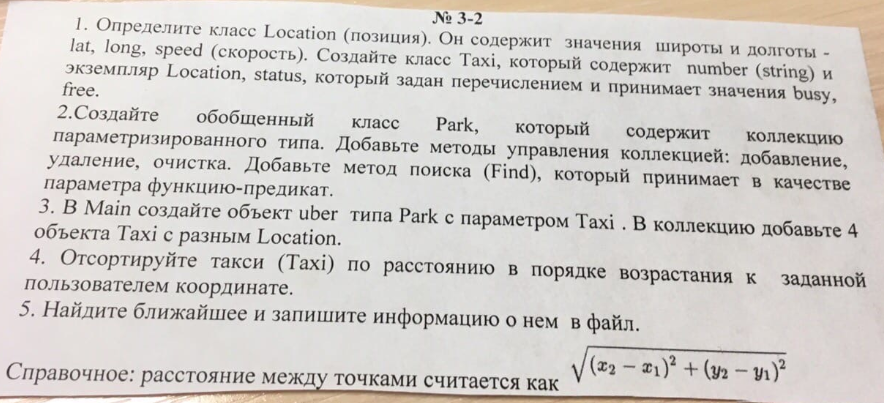 № 3-2
1. Определите класс Location (позиция). Он содержит значения широты и долготы -
lat, long, speed (скорость). Создайте класс Taxi, который содержит number (string) и
экземпляр Location, status, который задан перечислением и принимает значения busy,
free.
2.Создайте обобщенный класс Park, который содержит коллекцию
параметризированного типа. Добавьте методы управления коллекцией: добавление,
удаление, очистка. Добавьте метод поиска (Find), который принимает в качестве
параметра функцию-предикат.
3. В Main создайте объект uber типа Park с параметром Taxi . В коллекцию добавьте 4
объекта Taxi с разным Location.
4. Отсортируйте такси (Taxi) по расстоянию в порядке возрастания к заданной
пользователем координате.
5. Найдите ближайшее и запишите информацию о нем в файл.
Справочное: расстояние между точками считается как √(x₂ − x₁)² + (y₂ − y₁)²